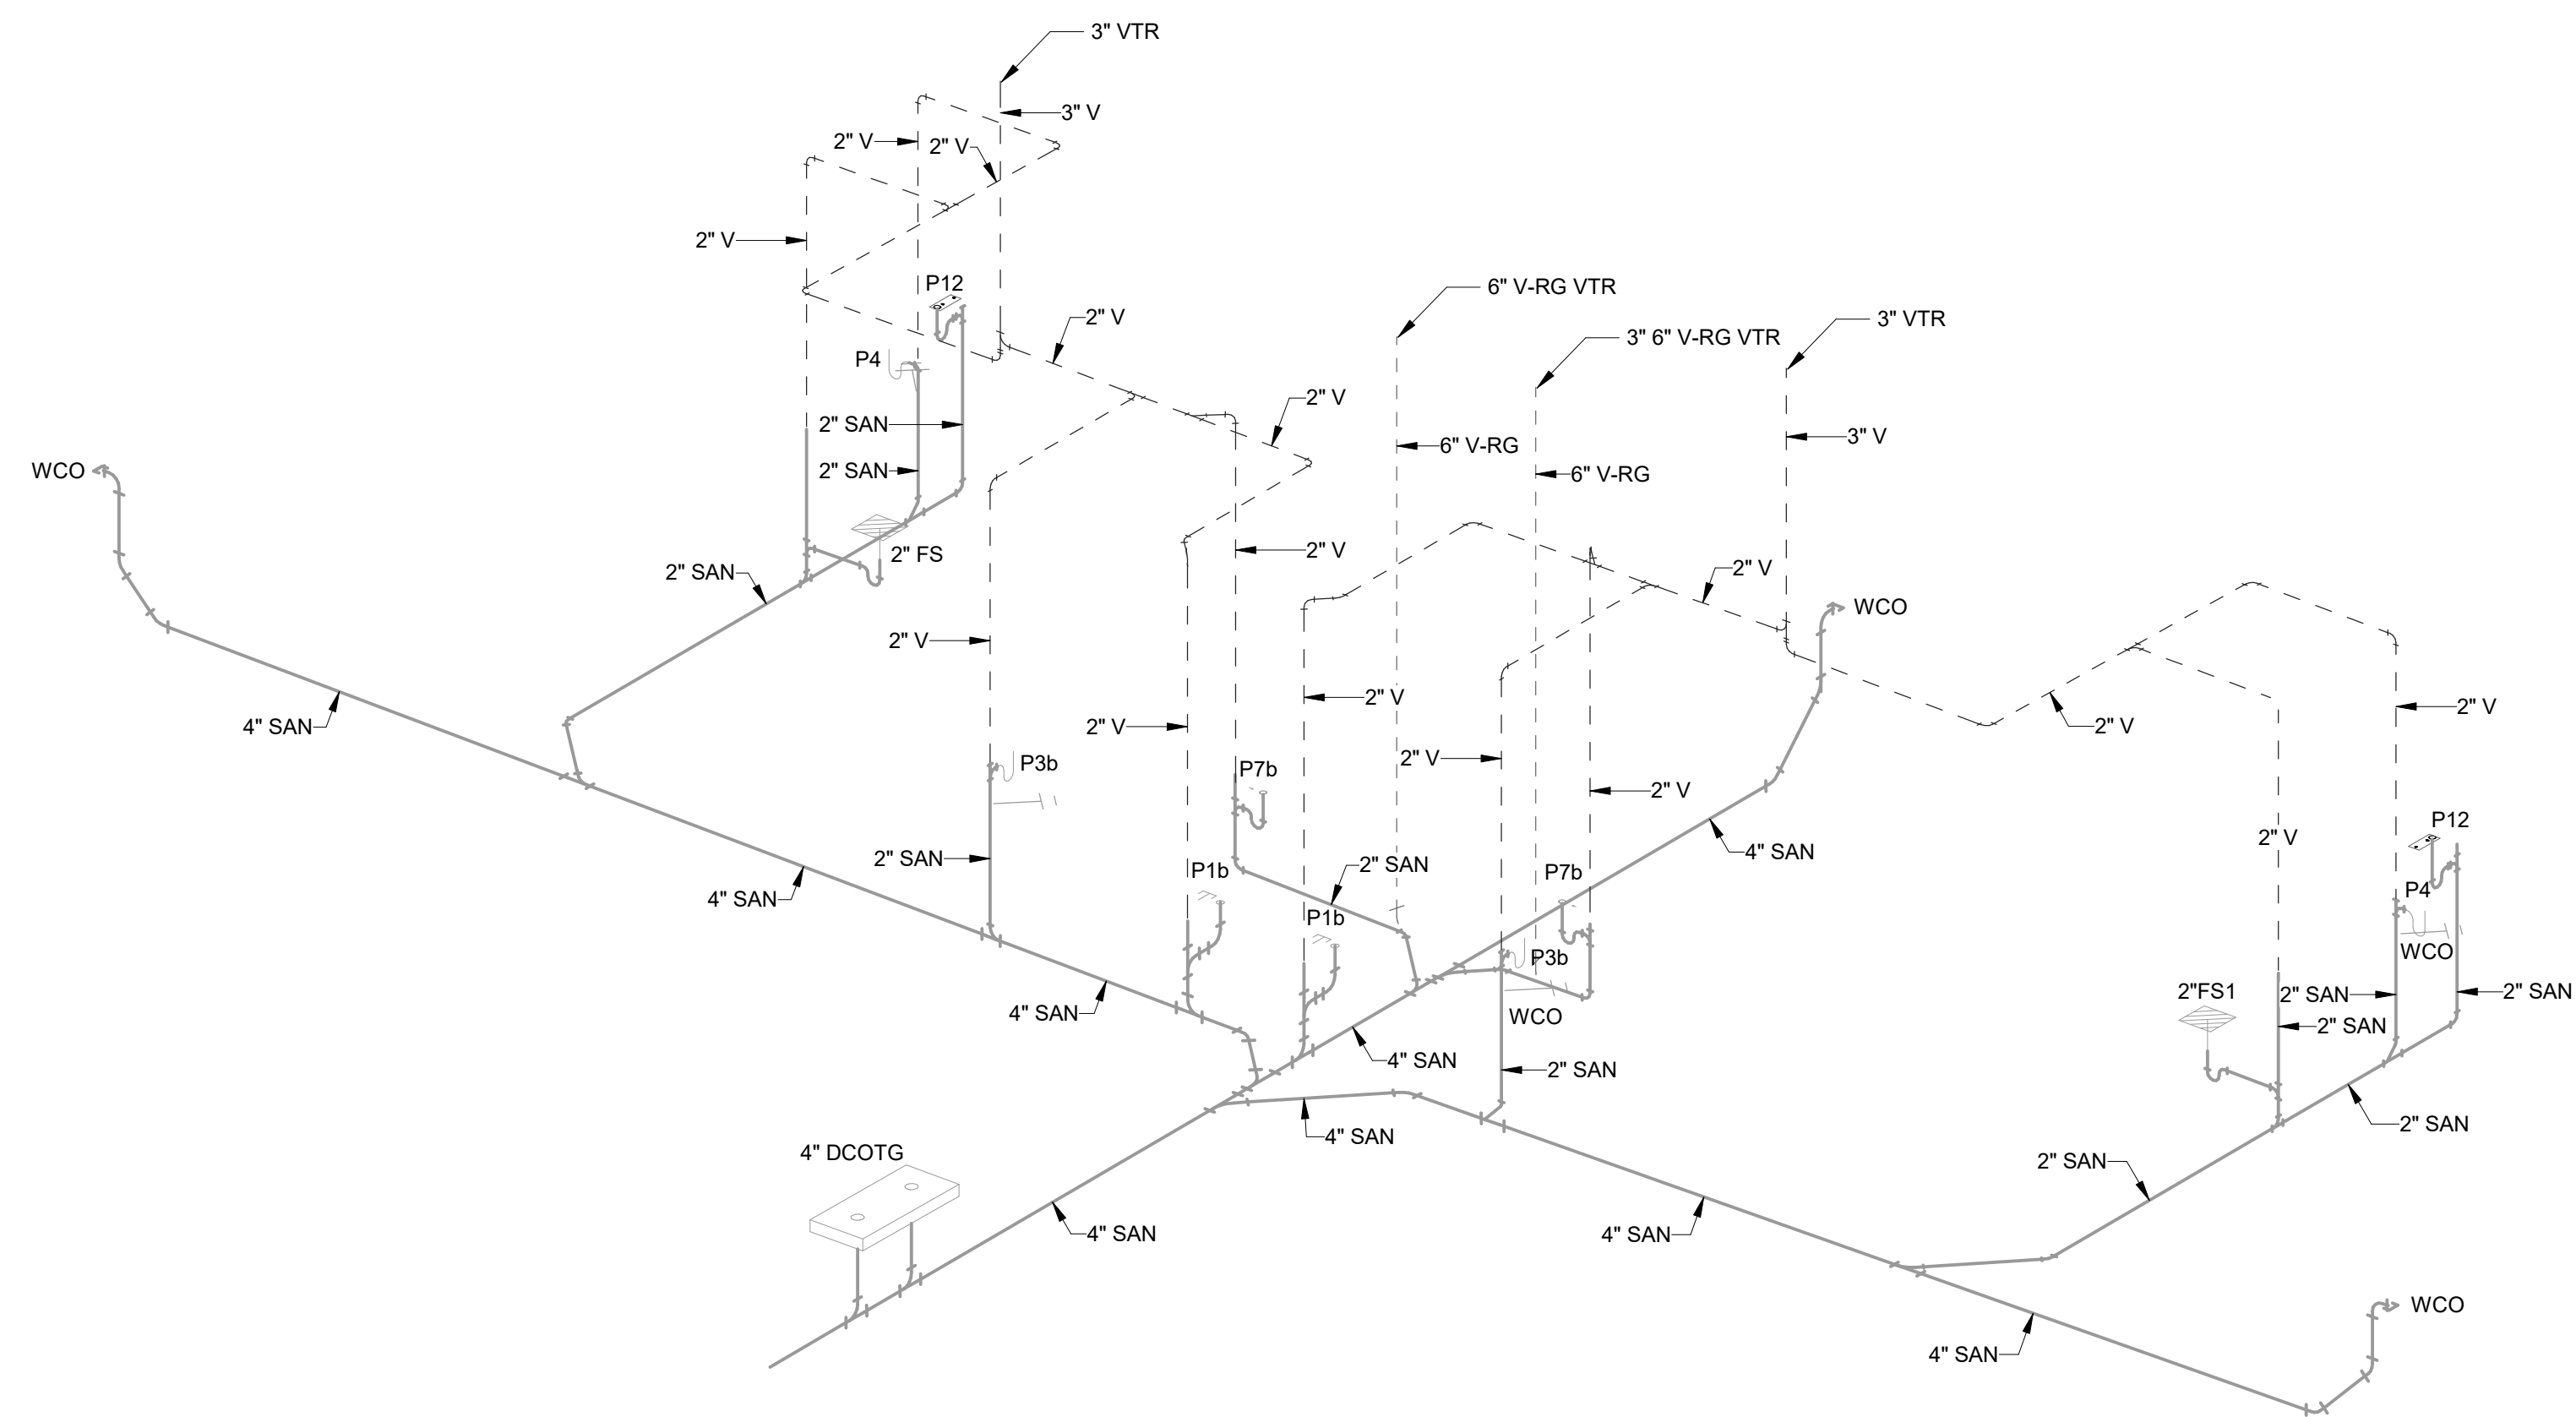 3" VTR
3" V
2" V
2" V
2" V
P12
6" V-RG VTR
2" V
3" VTR
3" 6" V-RG VTR
P4
2" V
2" SAN
3" V
6" V-RG
WCO
2" SAN
6" V-RG
2" FS
2" V
2" SAN
2" V
WCO
2" V
2" V
2" V
2" V
4" SAN
2" V
2" V
P3b
2" V
P7b
2" V
P12
2" V
4" SAN
2" SAN
2" SAN
P1b
P7b
P4
4" SAN
P1b
WCO
P3b
2"FS1
2" SAN
2" SAN
4" SAN
WCO
2" SAN
4" SAN
2" SAN
2" SAN
4" SAN
4" DCOTG
2" SAN
4" SAN
4" SAN
WCO
4" SAN